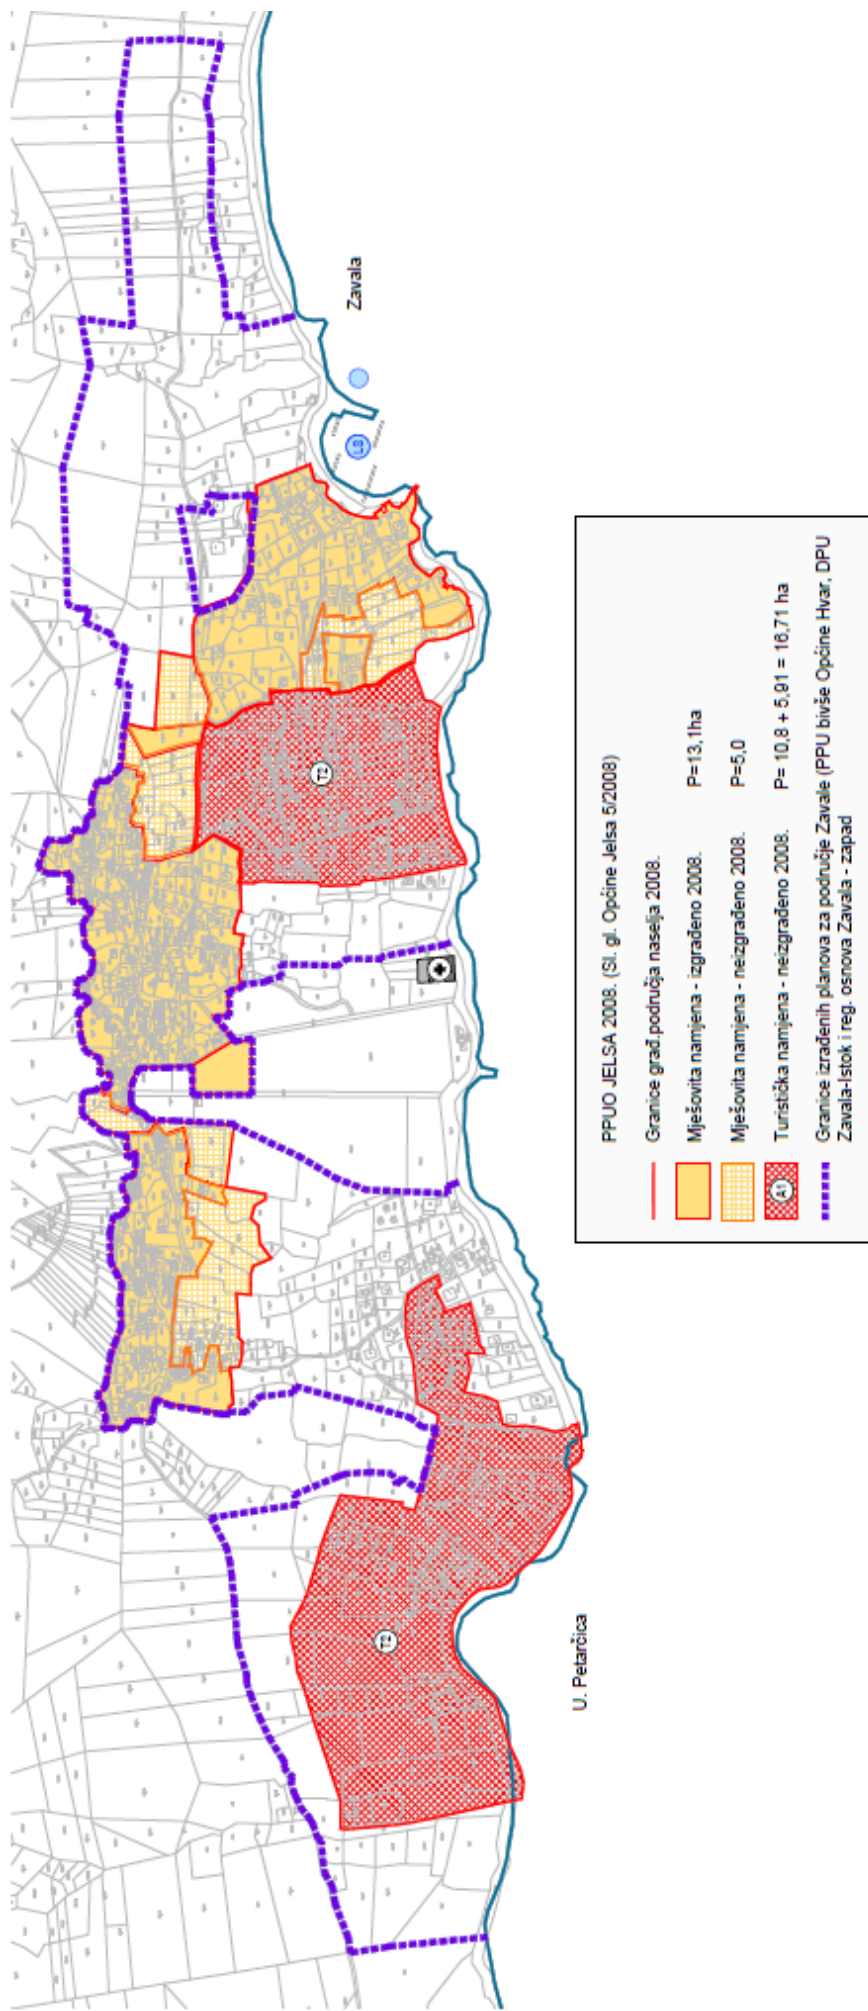 Zavala
LS
T2
T2
U. Petarčica
PPUO JELSA 2008. (Sl. gl. Općine Jelsa 5/2008)
Granice građ.područja naselja 2008.
Mješovita namjena - izgrađeno 2008. P=13,1ha
Mješovita namjena - neizgrađeno 2008. P=5,0
A1 Turistička namjena - neizgrađeno 2008. P= 10,8 + 5,91 = 16,71 ha
Granice izrađenih planova za područje Zavale (PPU bivše Općine Hvar, DPU
Zavala-Istok i reg. osnova Zavala - zapad